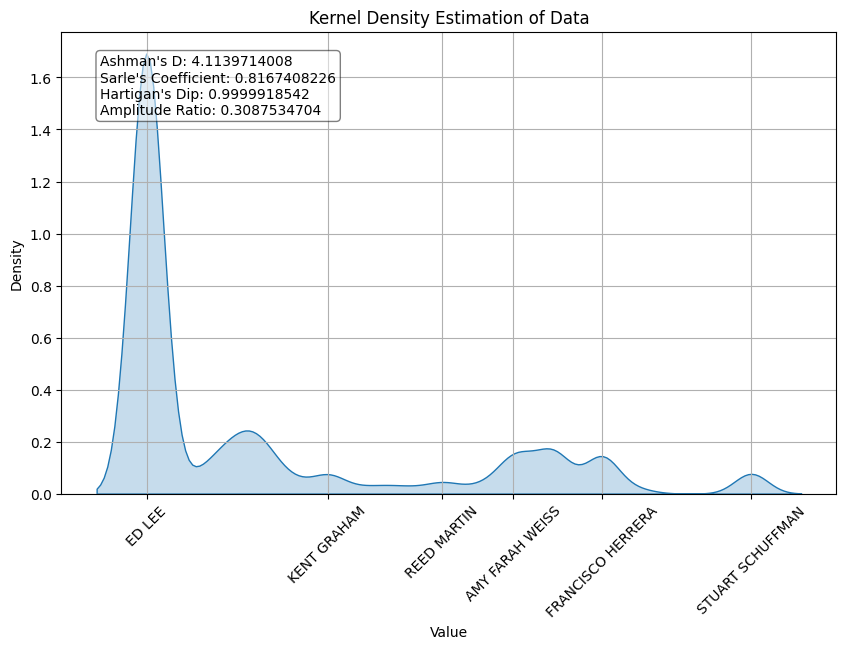 Kernel Density Estimation of Data
Ashman's D: 4.1139714008
Sarle's Coefficient: 0.8167408226
Hartigan's Dip: 0.9999918542
Amplitude Ratio: 0.3087534704
Density
1.6
1.4
1.2
1.0
0.8
0.6
0.4
0.2
0.0
ED LEE
KENT GRAHAM
REED MARTIN
AMY FARAH WEISS
FRANCISCO HERRERA
STUART SCHUFFMAN
Value